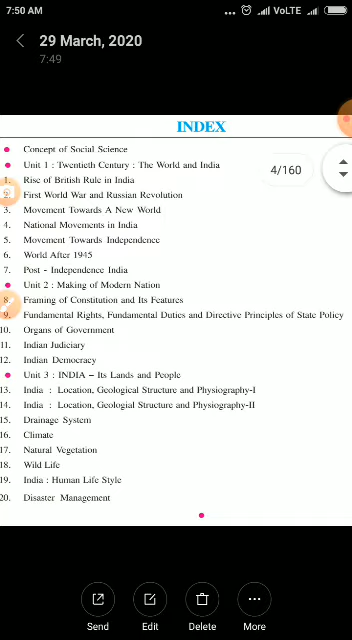 7:50 AM
... VoLTE
29 March, 2020
7:49
INDEX
Concept of Social Science
Unit 1 : Twentieth Century : The World and India
4/160
1. Rise of British Rule in India
2. First World War and Russian Revolution
3. Movement Towards A New World
4. National Movements in India
5. Movement Towards Independence
6. World After 1945
7. Post - Independence India
Unit 2 : Making of Modern Nation
8. Framing of Constitution and Its Features
9. Fundamental Rights, Fundamental Duties and Directive Principles of State Policy
10. Organs of Government
11. Indian Judiciary
12. Indian Democracy
Unit 3 : INDIA - Its Lands and People
13. India : Location, Geological Structure and Physiography-I
14. India : Location, Geologial Structure and Physiography-II
15. Drainage System
16. Climate
17. Natural Vegetation
18. Wild Life
19. India : Human Life Style
20. Disaster Management
Send Edit Delete More